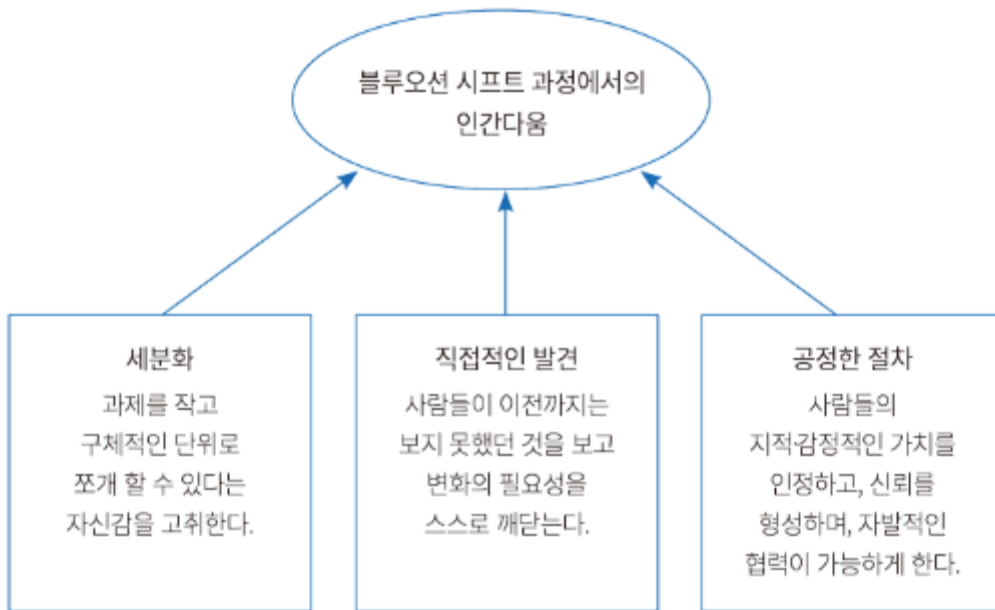 블루오션 시프트 과정에서의
인간다움
세분화
과제를 작고
구체적인 단위로
쪼개 할 수 있다는
자신감을 고취한다.
직접적인 발견
사람들이 이전까지는
보지 못했던 것을 보고
변화의 필요성을
스스로 깨닫는다.
공정한 절차
사람들의
지적·감정적인 가치를
인정하고, 신뢰를
형성하며, 자발적인
협력이 가능하게 한다.